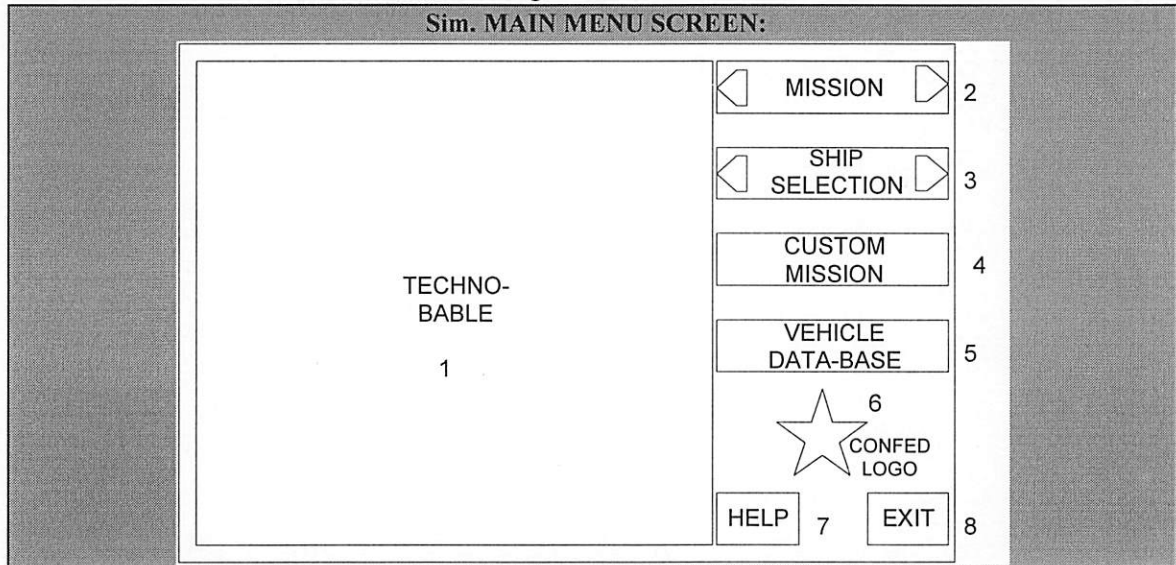 Sim. MAIN MENU SCREEN:
MISSION
2
SHIP
SELECTION
3
CUSTOM
MISSION
4
TECHNO-
BABLE
1
VEHICLE
DATA-BASE
5
6
CONFED
LOGO
HELP
7
EXIT
8